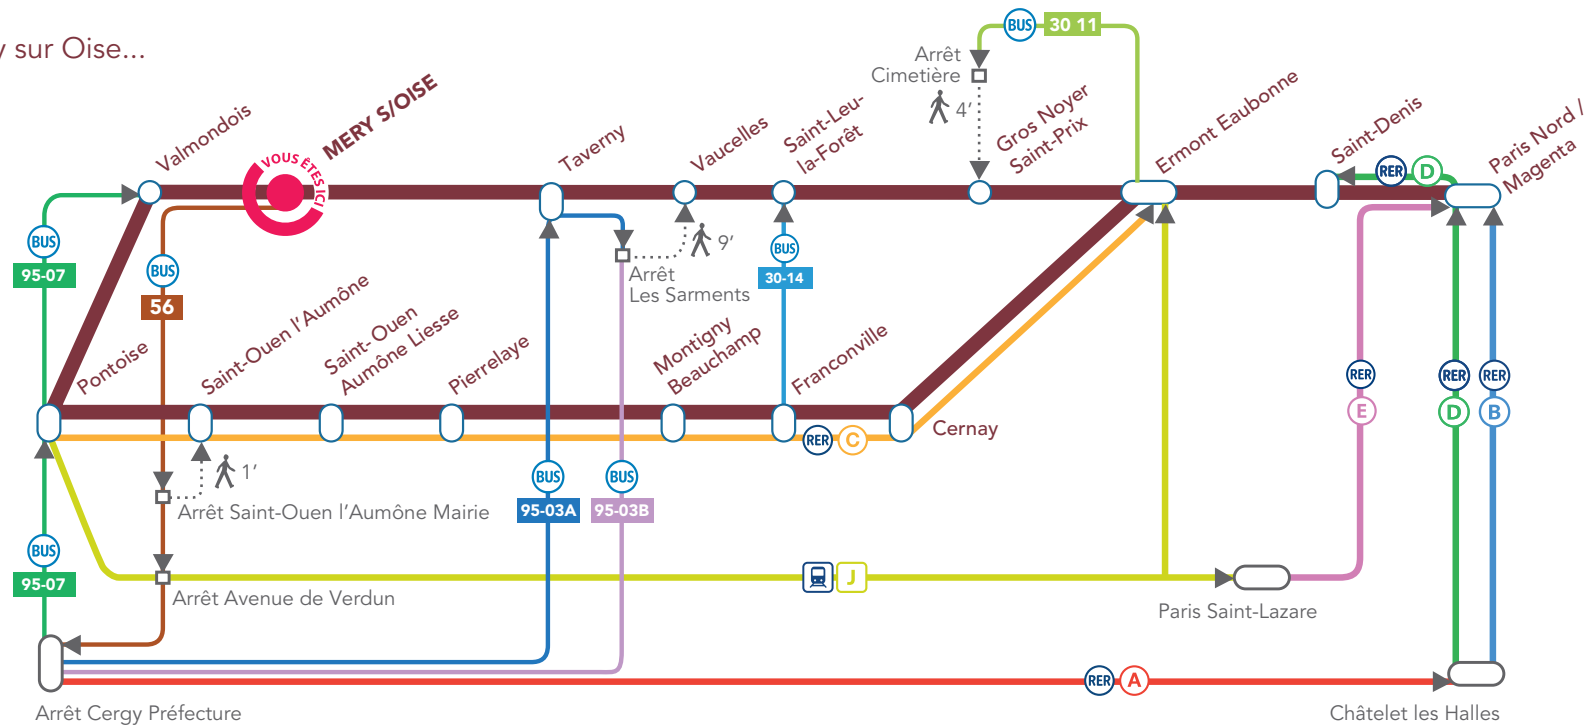 y sur Oise...
BUS
30 11
Arrêt
Cimetière
4’
Valmondois
VOUS ÊTES ICI
MERY S/OISE
Taverny
Vaucelles
Saint-Leu-
la-Forêt
Gros Noyer
Saint-Prix
Ermont Eaubonne
Saint-Denis
RER
D
Paris Nord /
Magenta
BUS
95-07
BUS
56
9’
Arrêt
Les Sarments
BUS
30-14
Pontoise
Saint-Ouen l’Aumône
Saint- Ouen
Aumône Liesse
Pierrelaye
Montigny
Beauchamp
Franconville
Cernay
RER
C
RER
E
RER
D
RER
B
1’
Arrêt Saint-Ouen l’Aumône Mairie
BUS
95-03A
BUS
95-03B
BUS
95-07
Arrêt Avenue de Verdun
J
Paris Saint-Lazare
RER
A
Arrêt Cergy Préfecture
Châtelet les Halles